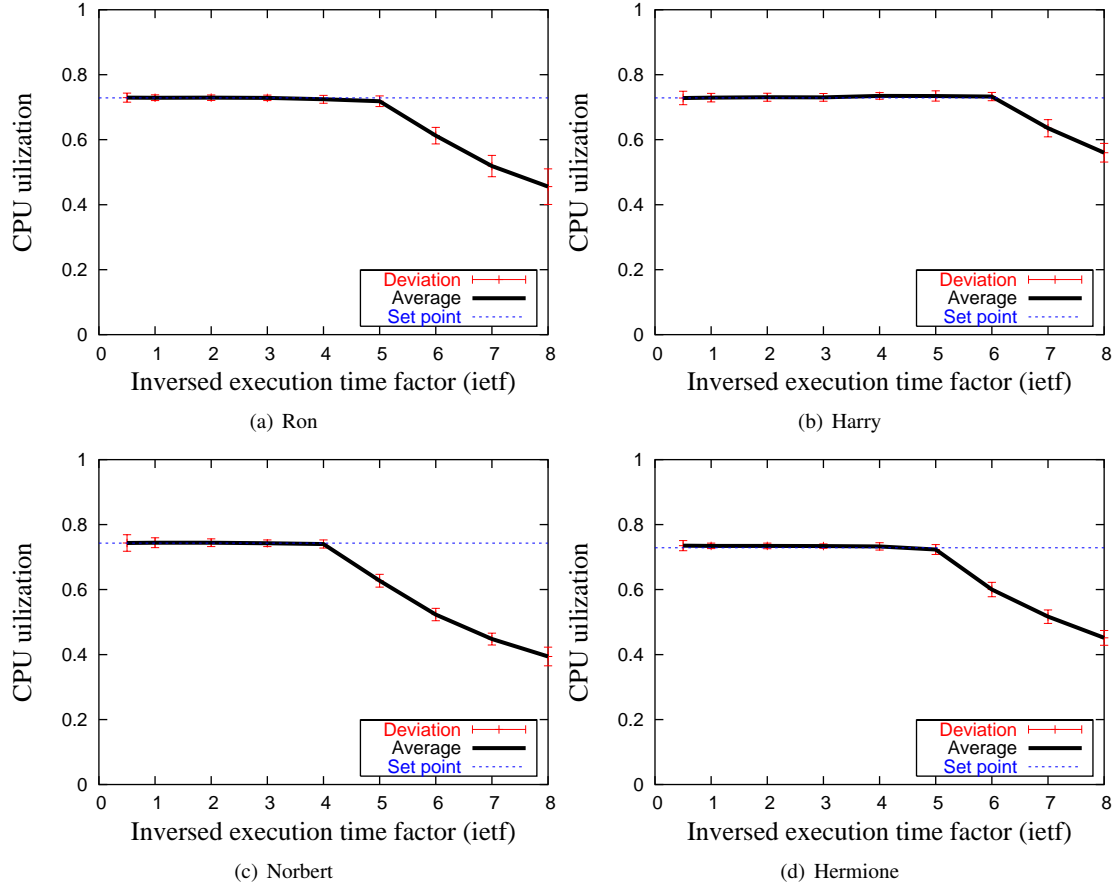 1
0.8
0.6
0.4
0.2
0
CPU uilization
Deviation
Average
Set point
0 1 2 3 4 5 6 7 8
Inversed execution time factor (ietf)
(a) Ron
1
0.8
0.6
0.4
0.2
0
CPU uilization
Deviation
Average
Set point
0 1 2 3 4 5 6 7 8
Inversed execution time factor (ietf)
(b) Harry
1
0.8
0.6
0.4
0.2
0
CPU uilization
Deviation
Average
Set point
0 1 2 3 4 5 6 7 8
Inversed execution time factor (ietf)
(c) Norbert
1
0.8
0.6
0.4
0.2
0
CPU uilization
Deviation
Average
Set point
0 1 2 3 4 5 6 7 8
Inversed execution time factor (ietf)
(d) Hermione